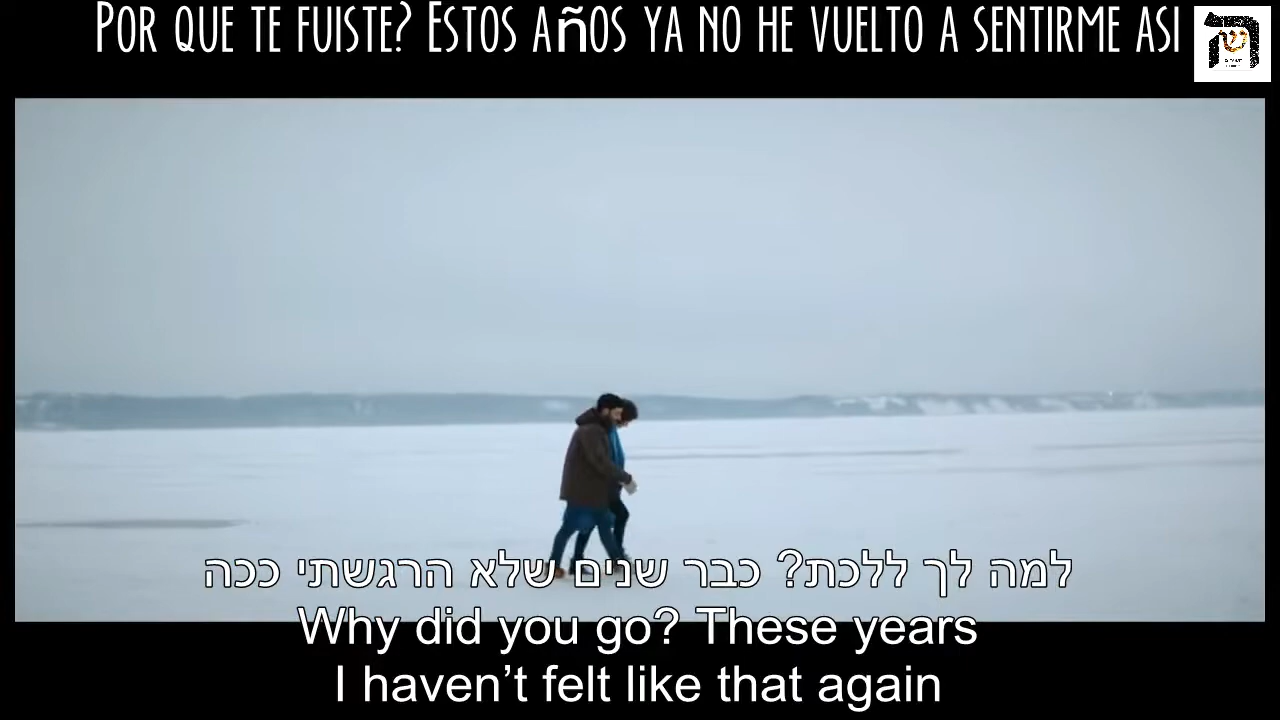 Por que te fuiste? Estos años ya no he vuelto a sentirme asi
למה לך ללכת? כבר שנים שלא הרגשתי ככה
Why did you go? These years
I haven’t felt like that again